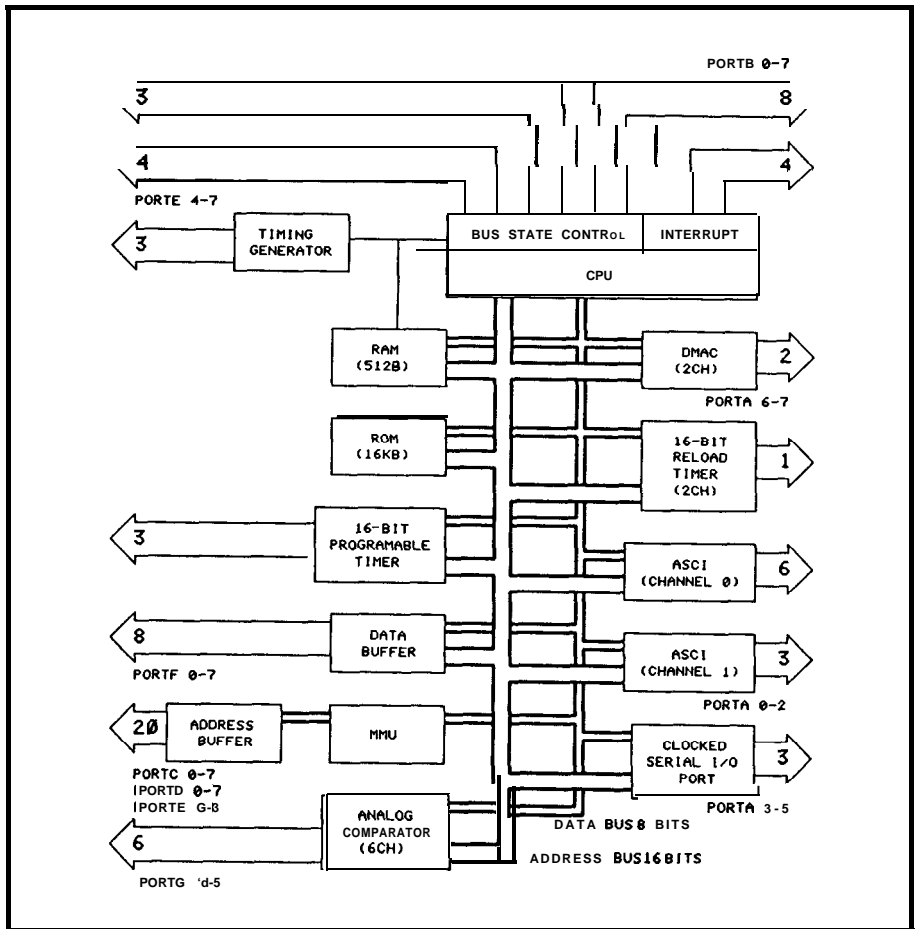 PORTB 0-7
3
8
4
4
PORTE 4-7
TIMING
GENERATOR
3
BUS STATE CONTRoL
INTERRUPT
CPU
RAM
(512B)
DMAC
(2CH)
2
PORTA 6-7
ROM
(16KB)
16-BIT
RELOAD
TIMER
(2CH)
1
3
16-BIT
PROGRAMABLE
TIMER
ASCI
(CHANNEL 0)
6
8
DATA
BUFFER
PORTF 0-7
ASCI
(CHANNEL 1)
3
PORTA 0-2
20
ADDRESS
BUFFER
MMU
CLOCKED
SERIAL I/O
PORT
3
PORTC 0-7
PORTD 0-7
PORTE G-8
PORTA 3-5
ANALOG
COMPARATOR
(6CH)
6
DATA BUS8 BITS
ADDRESS BUS16BITS
PORTG 'd-5